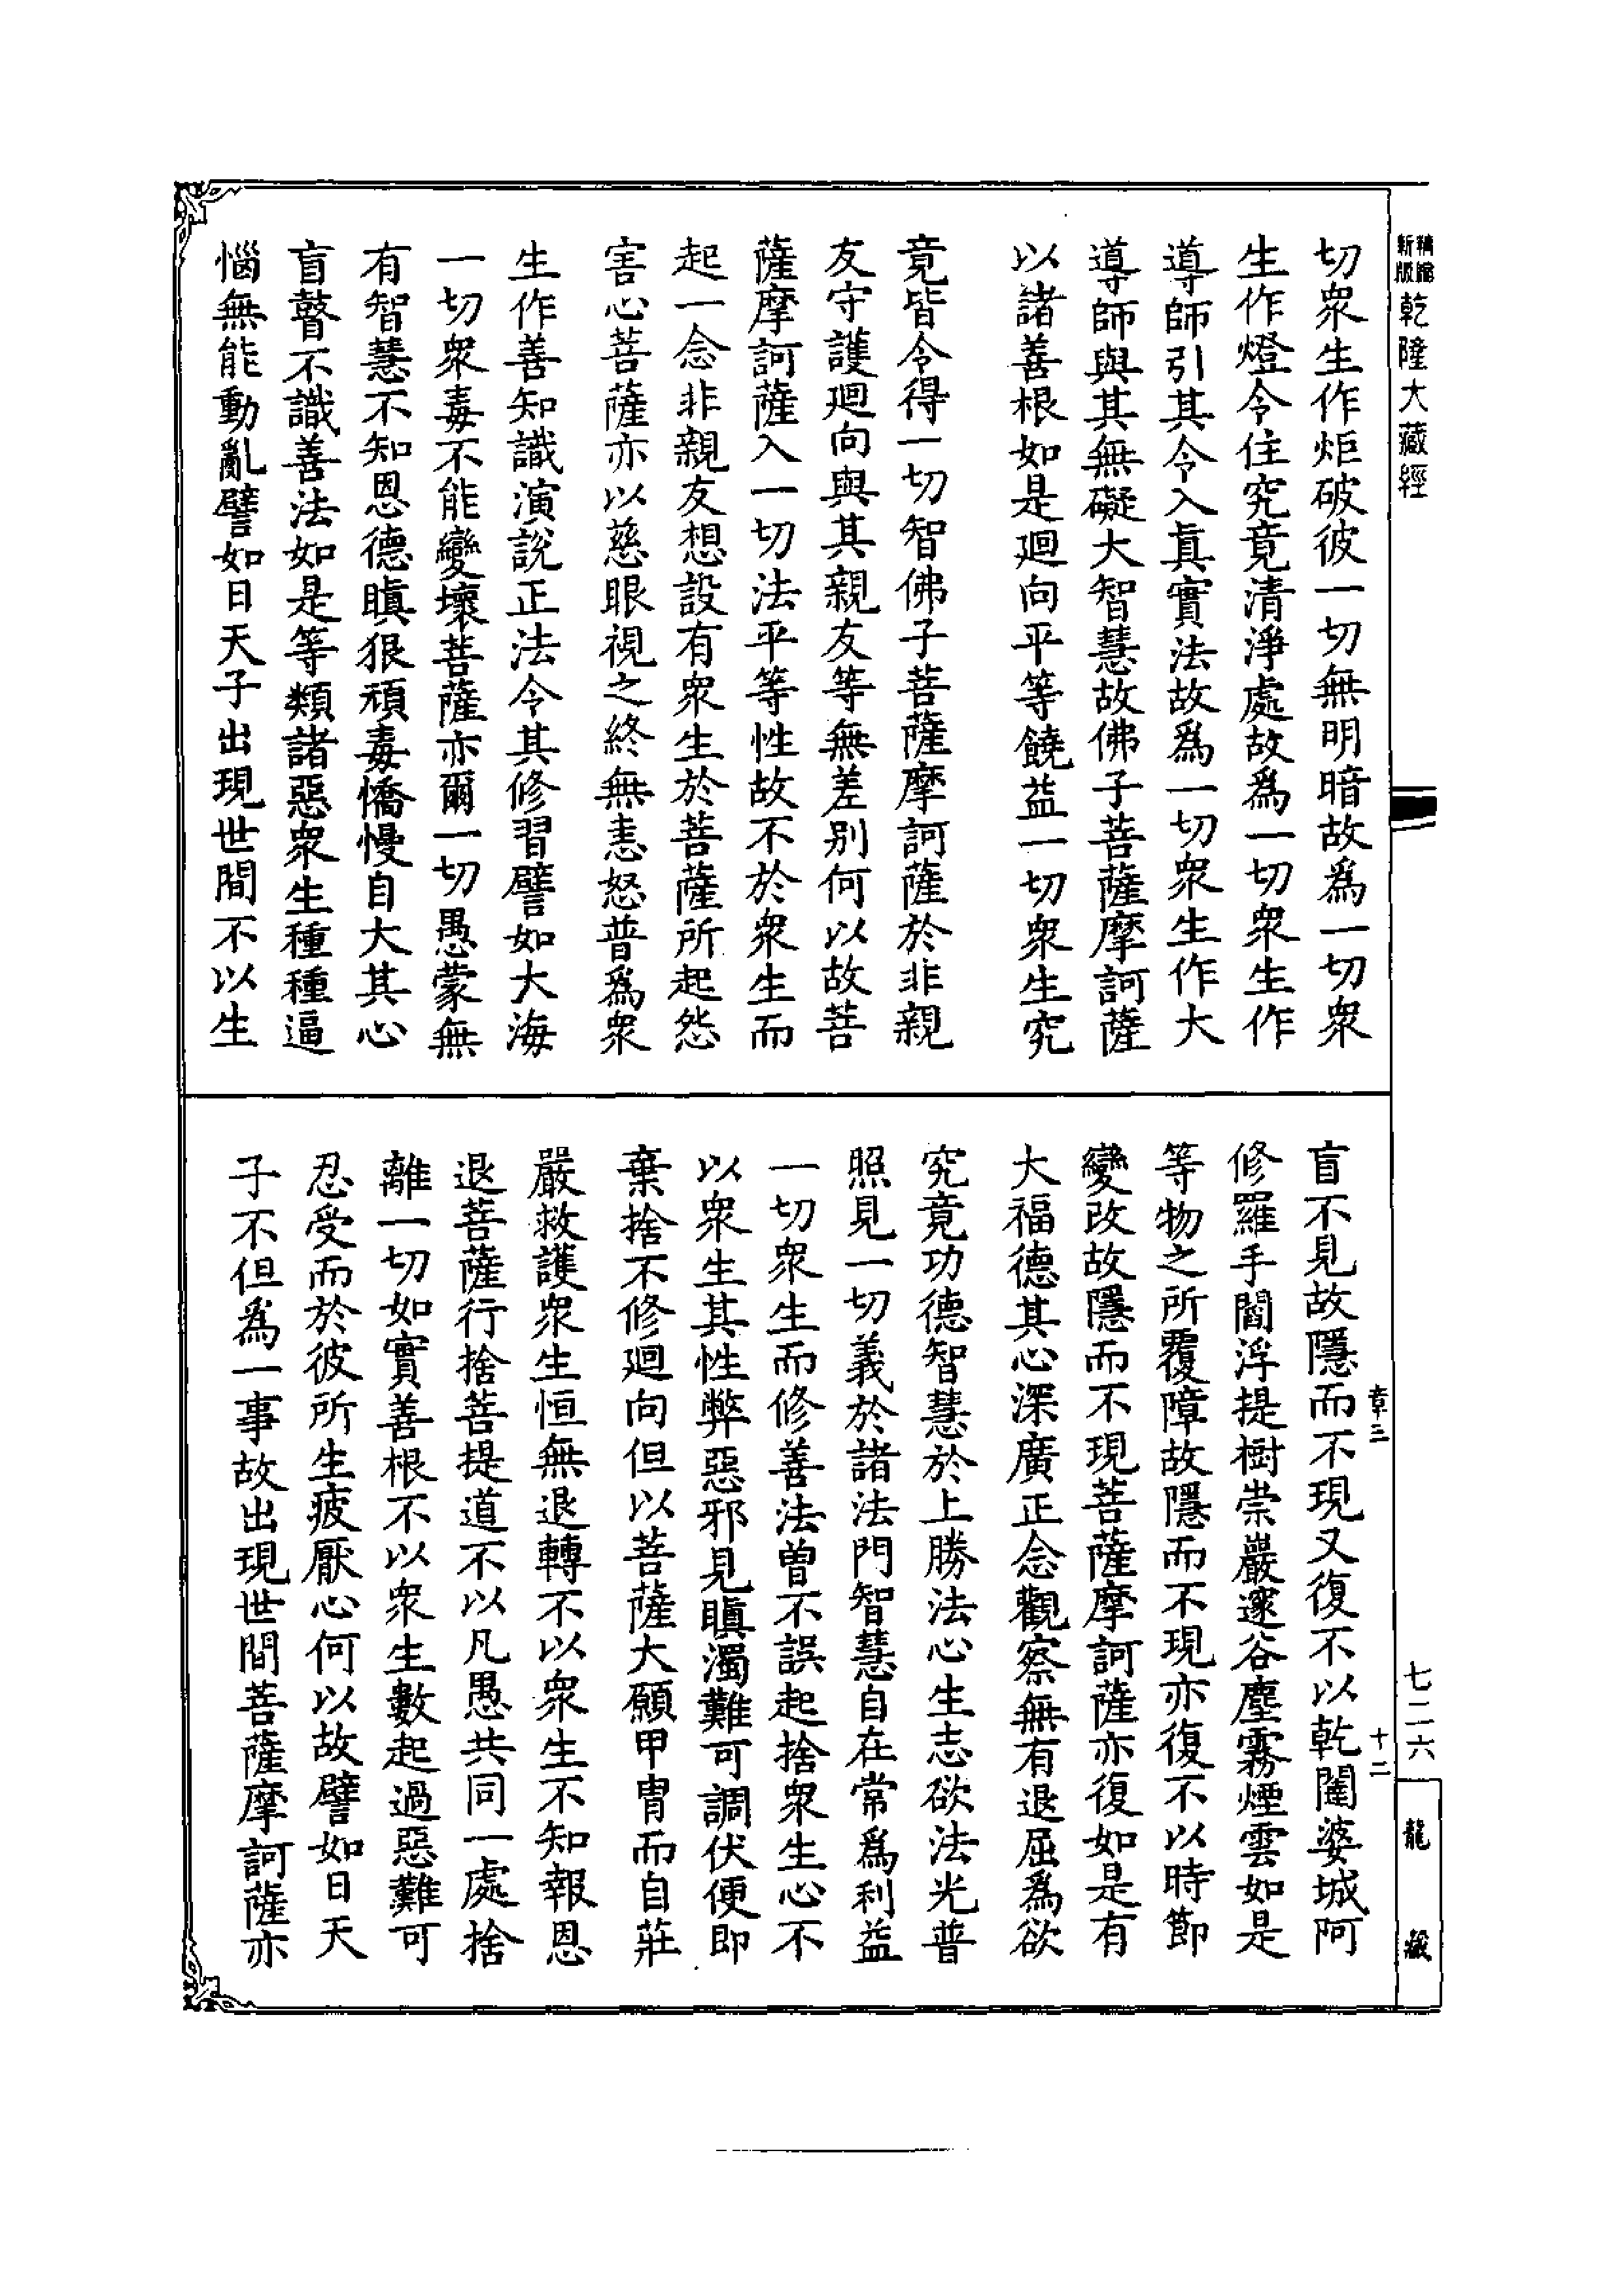 新版
精縮
乾隆大藏經
切衆生作炬破彼一切無明暗故為一切衆
生作燈令住究竟清淨處故為一切衆生作
導師引其令入真實法故為一切衆生作大
導師與其無礙大智慧故佛子菩薩摩訶薩
以諸善根如是迴向平等饒益一切衆生究
竟皆令得一切智佛子菩薩摩訶薩於非親
友守護迴向與其親友等無差別何以故菩
薩摩訶薩入一切法平等性故不於衆生而
起一念非親友想設有衆生於菩薩所起怨
害心菩薩亦以慈眼視之終無恚怒普為衆
生作善知識演說正法令其修習譬如大海
一切衆毒不能變壞菩薩亦爾一切愚蒙無
有智慧不知恩德瞋狠頑毒憍慢自大其心
盲瞽不識善法如是等類諸惡衆生種種逼
惱無能動亂譬如日天子出現世間不以生
盲不見故隱而不現又復不以乾闥婆城阿
修羅手閻浮提樹崇巖邃谷塵霧煙雲如是
等物之所覆障故隱而不現亦復不以時節
變改故隱而不現菩薩摩訶薩亦復如是有
大福德其心深廣正念觀察無有退屈為欲
究竟功德智慧於上勝法心生志欲法光普
照見一切義於諸法門智慧自在常為利益
一切衆生而修善法曾不誤起捨衆生心不
以衆生其性弊惡邪見瞋濁難可調伏便即
棄捨不修迴向但以菩薩大願甲冑而自莊
嚴救護衆生恒無退轉不以衆生不知報恩
退菩薩行捨菩提道不以凡愚共同一處捨
離一切如實善根不以衆生數起過惡難可
忍受而於彼所生疲厭心何以故譬如日天
子不但為一事故出現世間菩薩摩訶薩亦
章三
十二
七二六
龍藏